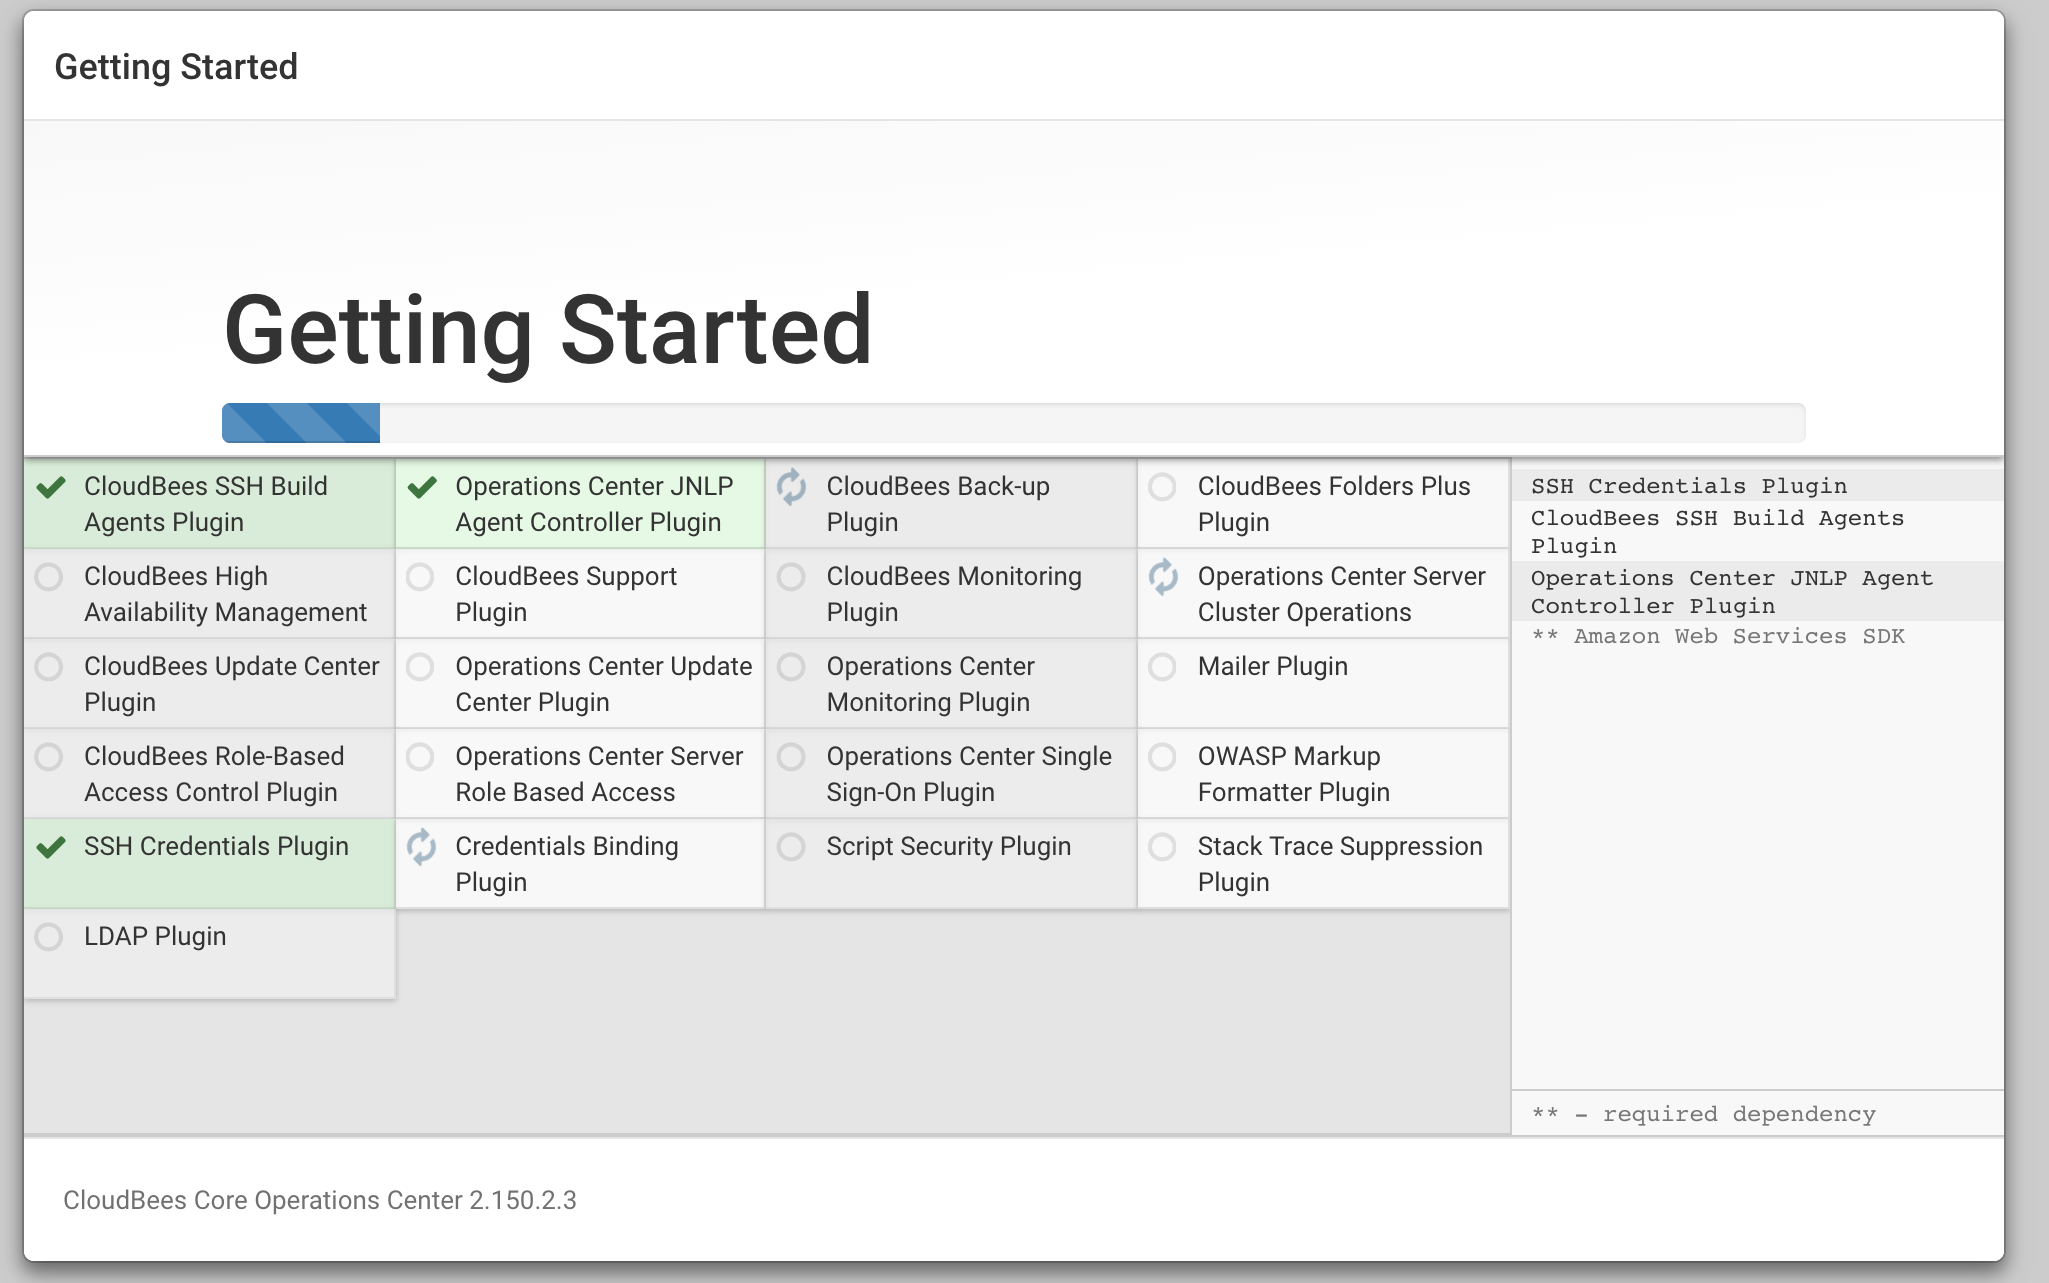 Getting Started
Getting Started
CloudBees SSH Build
Agents Plugin
Operations Center JNLP
Agent Controller Plugin
CloudBees Back-up
Plugin
CloudBees Folders Plus
Plugin
CloudBees High
Availability Management
CloudBees Support
Plugin
CloudBees Monitoring
Plugin
Operations Center Server
Cluster Operations
CloudBees Update Center
Plugin
Operations Center Update
Center Plugin
Operations Center
Monitoring Plugin
Mailer Plugin
CloudBees Role-Based
Access Control Plugin
Operations Center Server
Role Based Access
Operations Center Single
Sign-On Plugin
OWASP Markup
Formatter Plugin
SSH Credentials Plugin
Credentials Binding
Plugin
Script Security Plugin
Stack Trace Suppression
Plugin
LDAP Plugin
SSH Credentials Plugin
CloudBees SSH Build Agents
Plugin
Operations Center JNLP Agent
Controller Plugin
** Amazon Web Services SDK
** - required dependency
CloudBees Core Operations Center 2.150.2.3